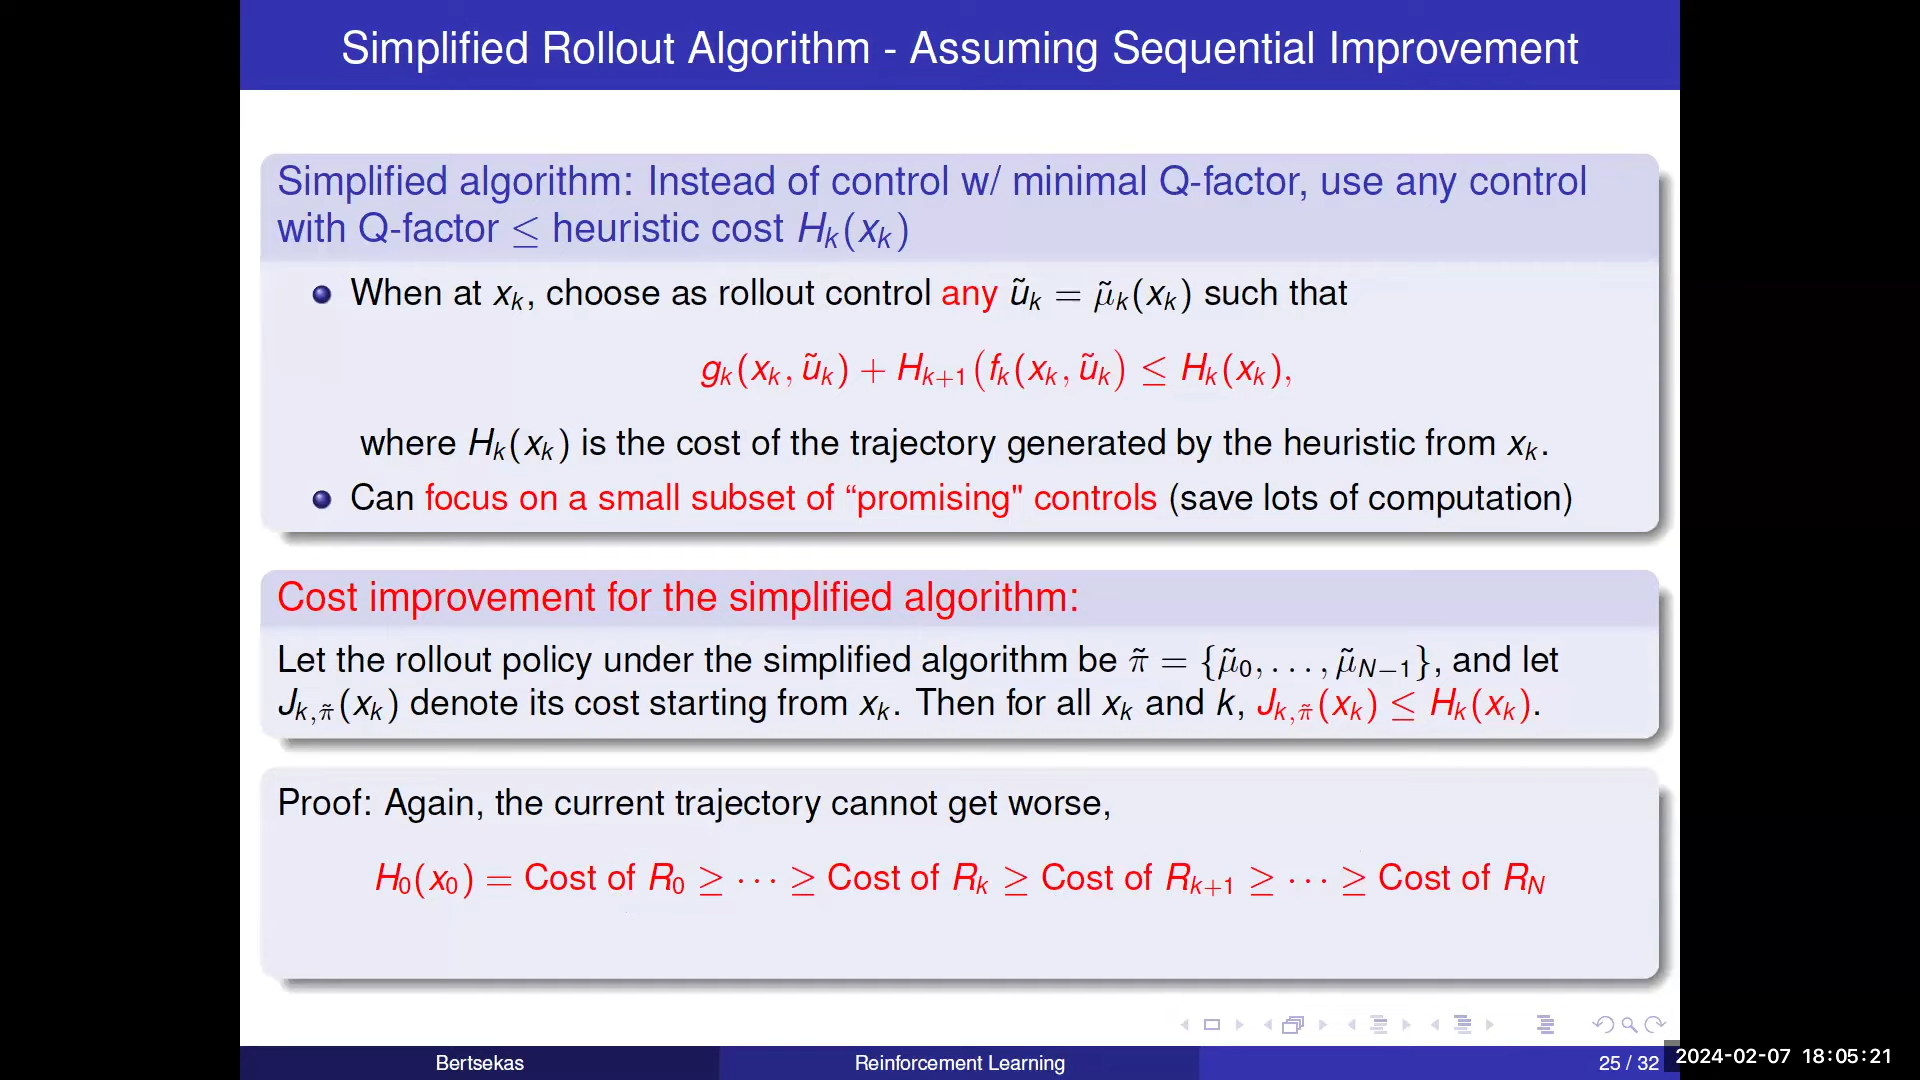 Simplified Rollout Algorithm - Assuming Sequential Improvement
Simplified algorithm: Instead of control w/ minimal Q-factor, use any control
with Q-factor ≤ heuristic cost Hₖ(xₖ)
When at xₖ, choose as rollout control any ũₖ = μ̃ₖ(xₖ) such that
gₖ(xₖ, ũₖ) + Hₖ₊₁(fₖ(xₖ, ũₖ) ≤ Hₖ(xₖ),
where Hₖ(xₖ) is the cost of the trajectory generated by the heuristic from xₖ.
Can focus on a small subset of “promising" controls (save lots of computation)
Cost improvement for the simplified algorithm:
Let the rollout policy under the simplified algorithm be π̃ = {μ̃₀, . . . , μ̃_{N−1}}, and let
J_{k,π̃}(xₖ) denote its cost starting from xₖ. Then for all xₖ and k, J_{k,π̃}(xₖ) ≤ Hₖ(xₖ).
Proof: Again, the current trajectory cannot get worse,
H₀(x₀) = Cost of R₀ ≥ · · · ≥ Cost of Rₖ ≥ Cost of Rₖ₊₁ ≥ · · · ≥ Cost of R_N
Bertsekas
Reinforcement Learning
25 / 32
2024-02-07 18:05:21